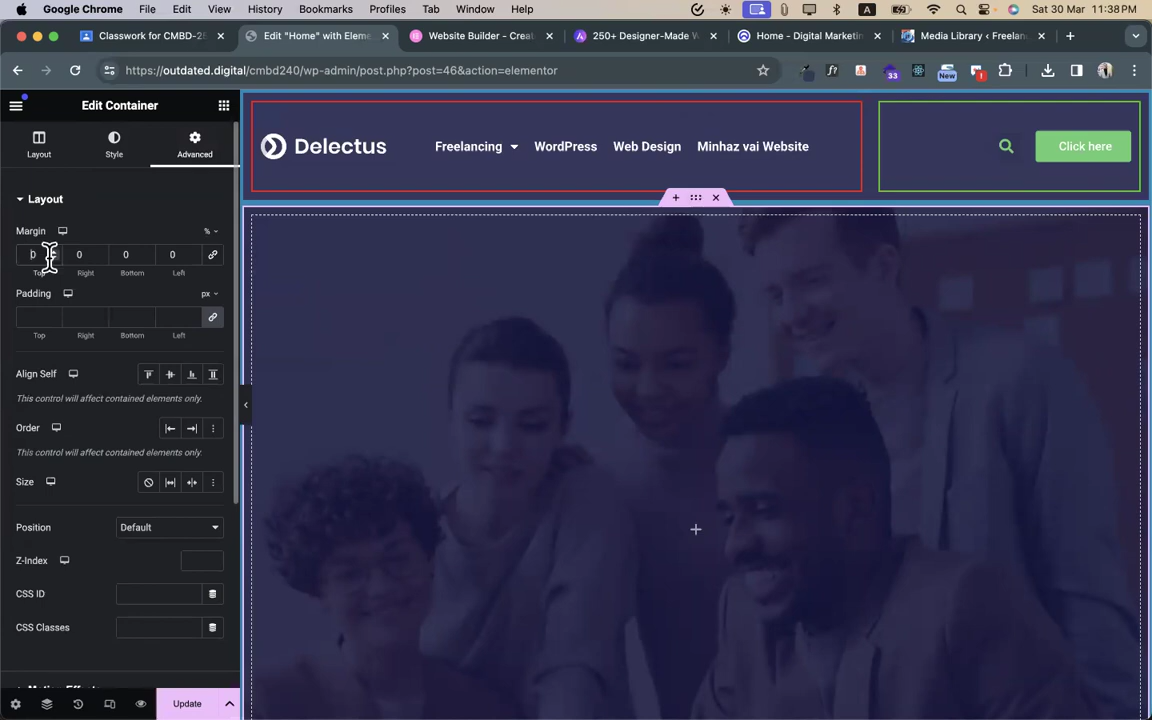 Google Chrome File Edit View History Bookmarks Profiles Tab Window Help A Sat 30 Mar 11:38 PM
Classwork for CMBD-2 Edit "Home" with Eleme Website Builder - Crea 250+ Designer-Made W Home - Digital Marketin Media Library ‹ Freelan
https://outdated.digital/cmbd240/wp-admin/post.php?post=46&action=elementor f? 33 New
Edit Container
Layout Style Advanced
Delectus Freelancing WordPress Web Design Minhaz vai Website Click here
Layout
Margin %
0 0 0 0
Top Right Bottom Left
Padding px
Top Right Bottom Left
Align Self
This control will affect contained elements only.
Order
This control will affect contained elements only.
Size
Position Default
Z-Index
CSS ID
CSS Classes
Update